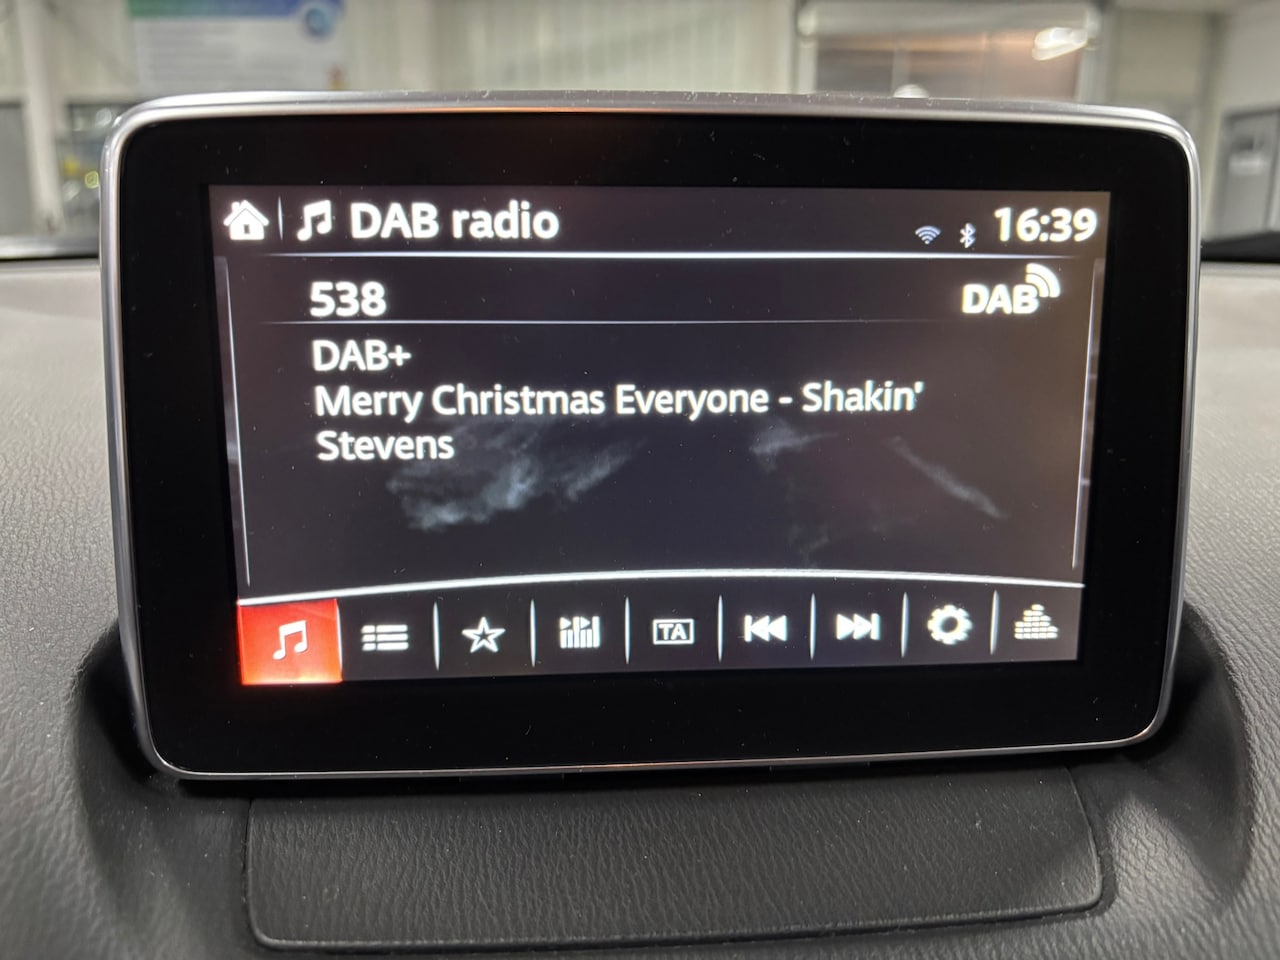 DAB radio
16:39
538
DAB
DAB+
Merry Christmas Everyone - Shakin'
Stevens
TA